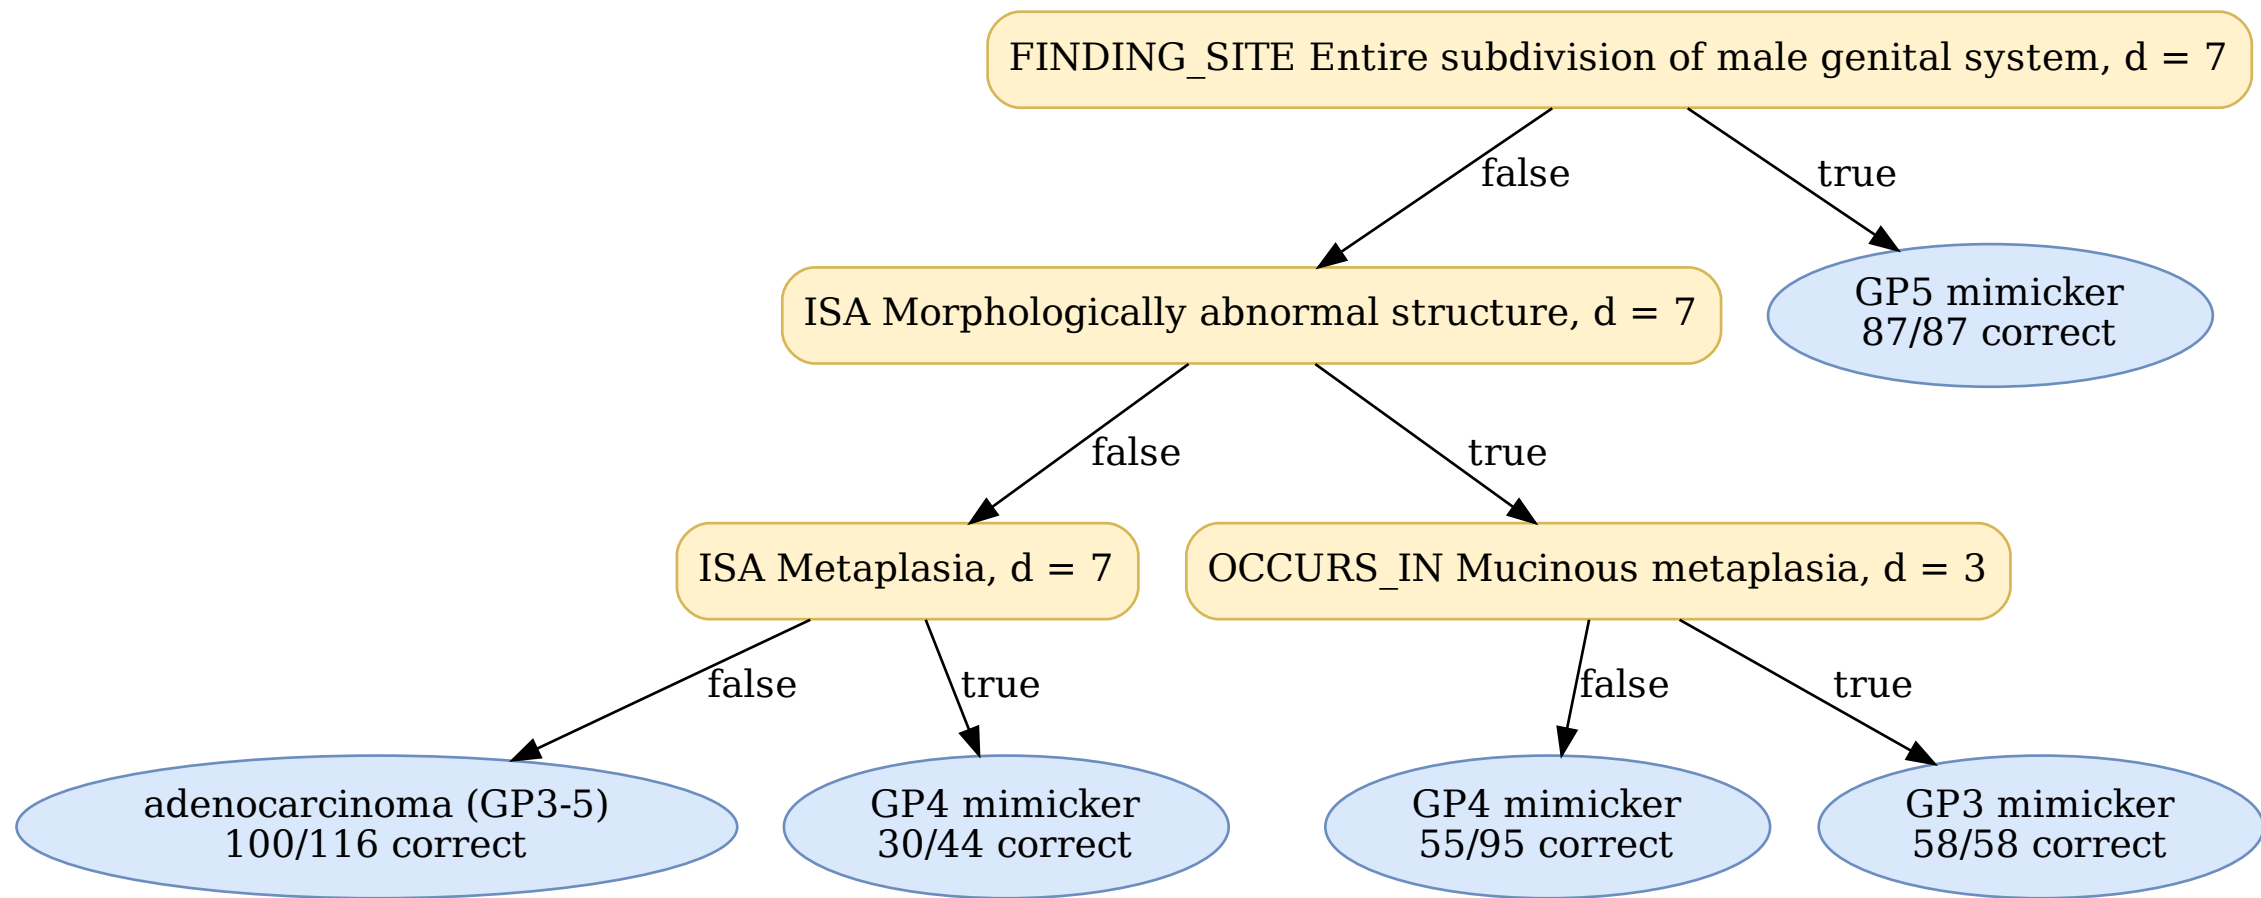 FINDING_SITE Entire subdivision of male genital system, d = 7
false
true
ISA Morphologically abnormal structure, d = 7
GP5 mimicker
87/87 correct
false
true
ISA Metaplasia, d = 7
OCCURS_IN Mucinous metaplasia, d = 3
false
true
false
true
adenocarcinoma (GP3-5)
100/116 correct
GP4 mimicker
30/44 correct
GP4 mimicker
55/95 correct
GP3 mimicker
58/58 correct